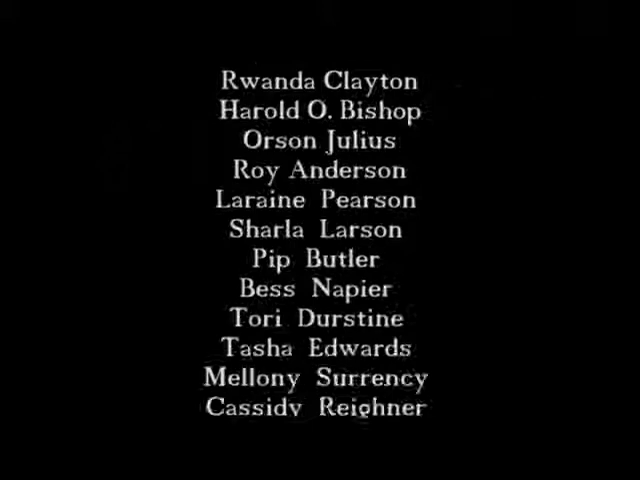 Rwanda Clayton
Harold O. Bishop
Orson Julius
Roy Anderson
Laraine Pearson
Sharla Larson
Pip Butler
Bess Napier
Tori Durstine
Tasha Edwards
Mellony Surrency
Cassidy Reighner